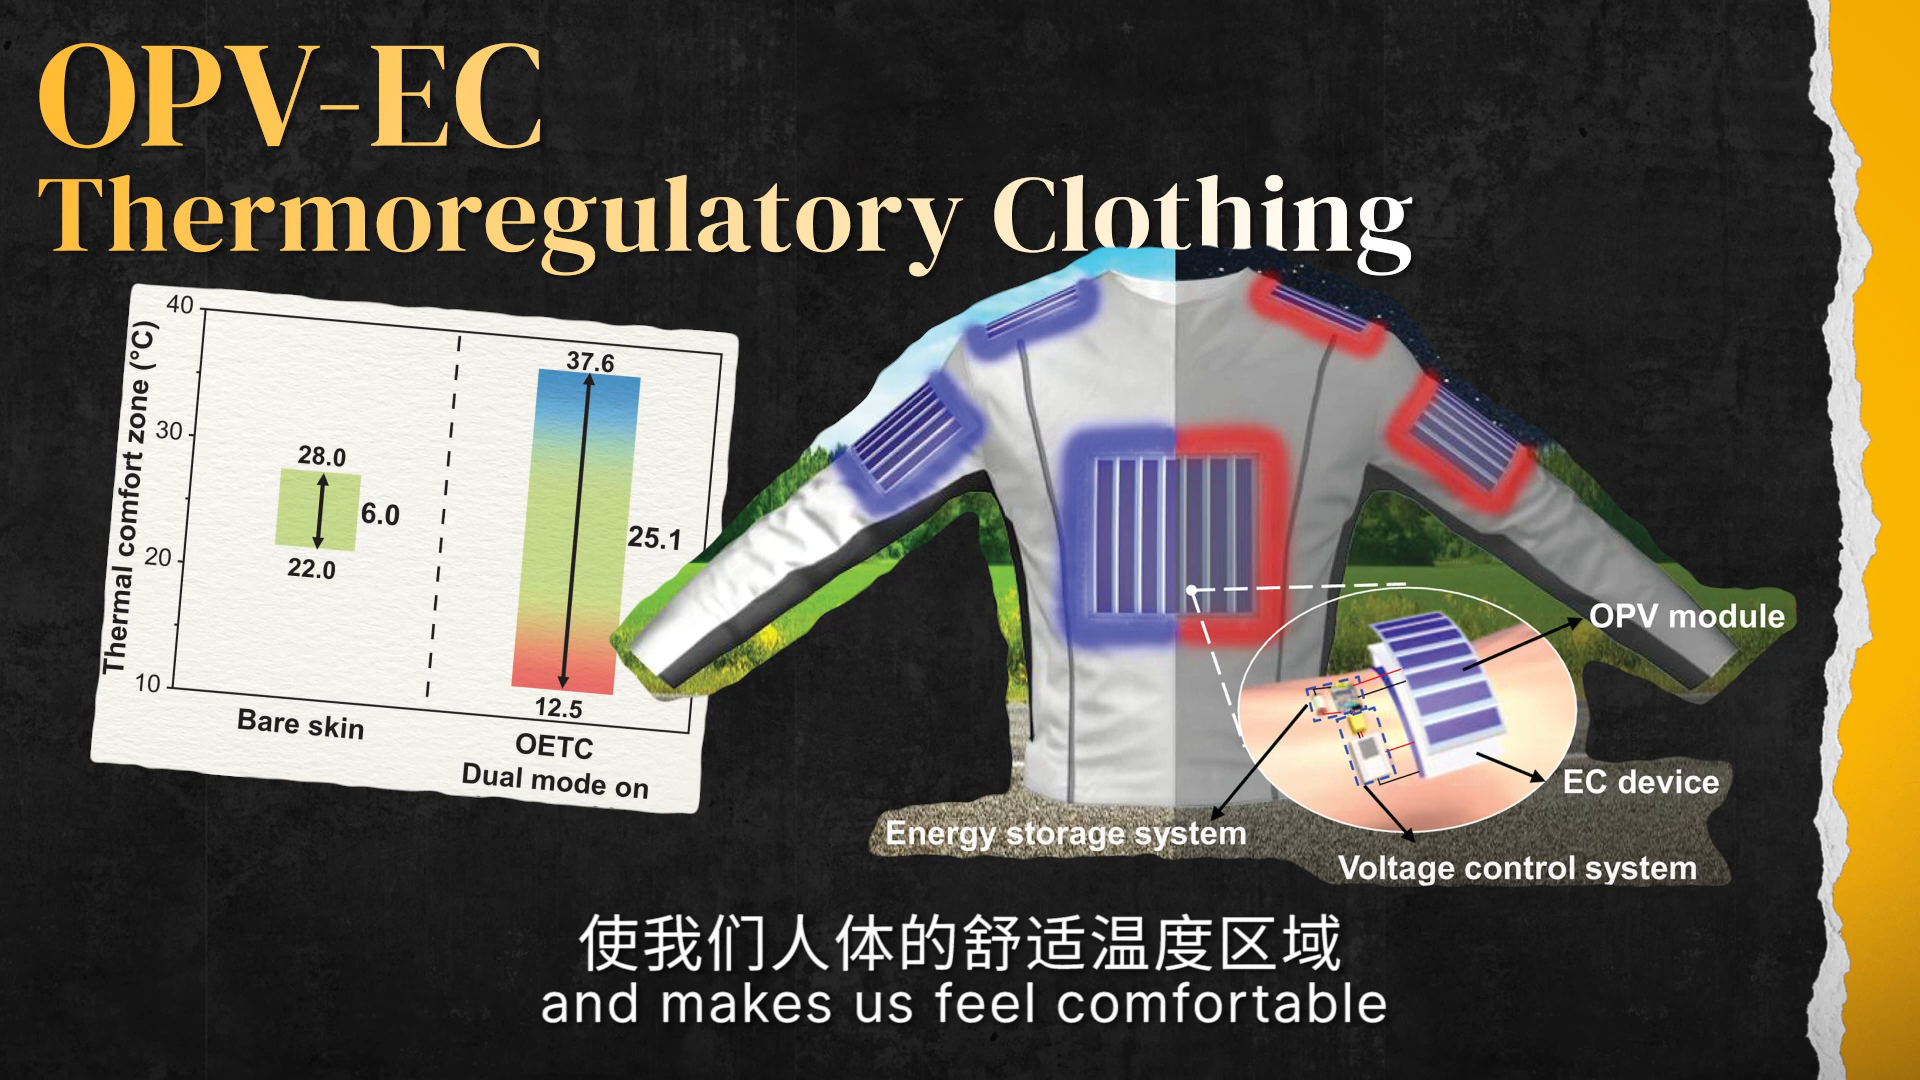 OPV-EC
Thermoregulatory Clothing
Thermal comfort zone (°C)
40
30
20
10
28.0
6.0
22.0
37.6
25.1
12.5
Bare skin
OETC
Dual mode on
OPV module
EC device
Energy storage system
Voltage control system
使我们人体的舒适温度区域
and makes us feel comfortable